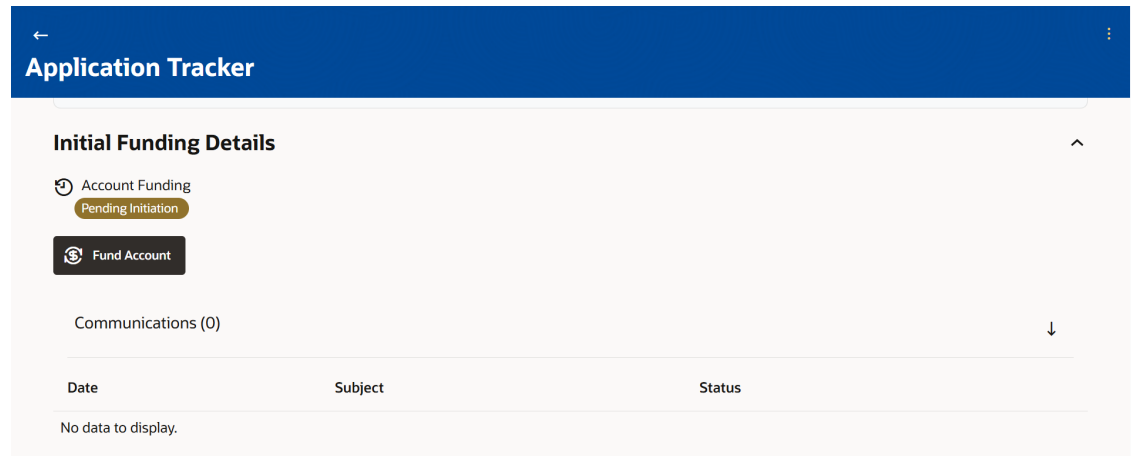 Application Tracker
Initial Funding Details
Account Funding
Pending Initiation
Fund Account
Communications (0)
Date Subject Status
No data to display.